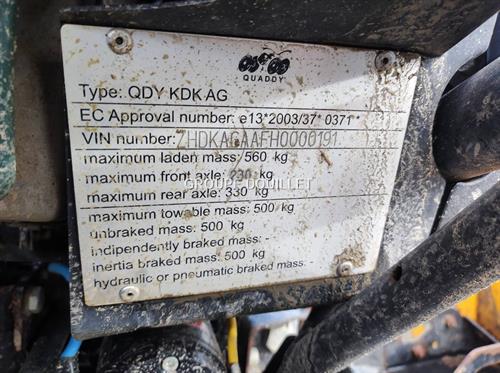 QUADDY
Type: QDY KDK AG
EC Approval number: e13*2003/37* 0371 *
VIN number: ZHDKAGAAFH0000191
maximum laden mass: 560 kg
maximum front axle: 230 kg
GROUPE DOUILLET
maximum rear axle: 330 kg
maximum towable mass: 500 kg
unbraked mass: 500 kg
indipendently braked mass: -
inertia braked mass: 500 kg
hydraulic or pneumatic braked mass: -